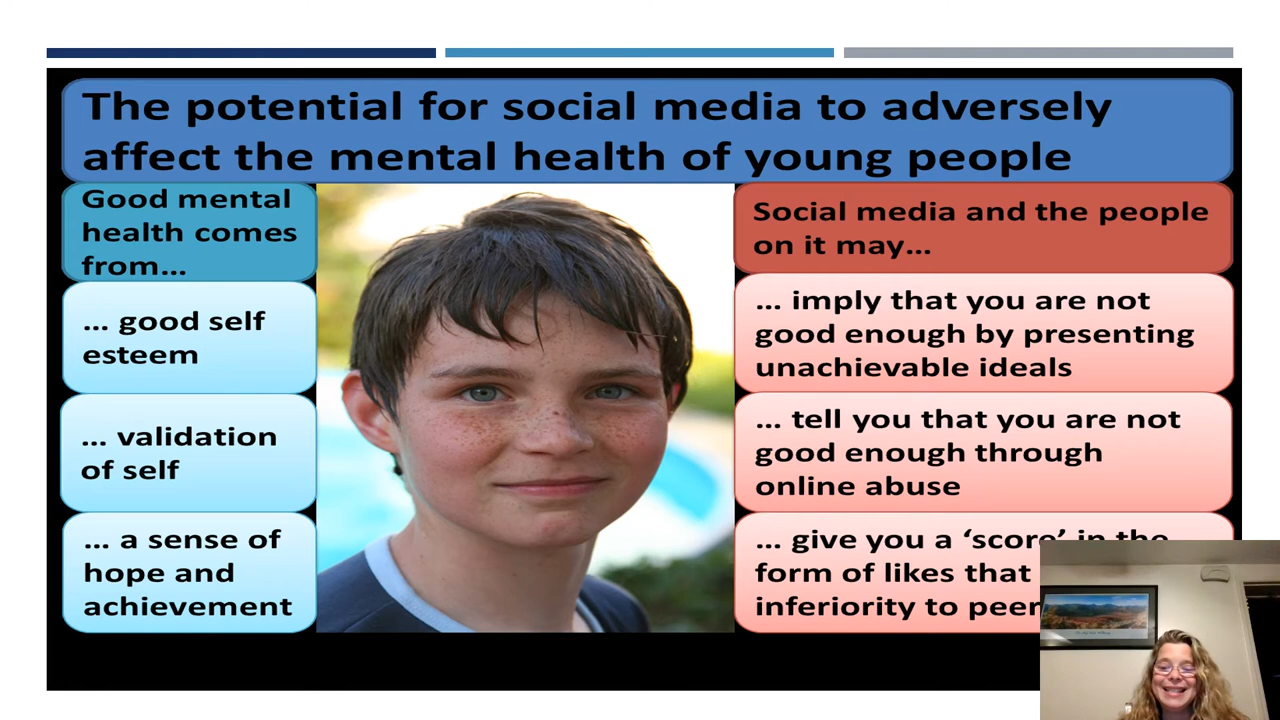 The potential for social media to adversely
affect the mental health of young people
Good mental
health comes
from...
... good self
esteem
... validation
of self
... a sense of
hope and
achievement
Social media and the people
on it may...
... imply that you are not
good enough by presenting
unachievable ideals
... tell you that you are not
good enough through
online abuse
... give you a ‘score’ in the
form of likes that
inferiority to peer